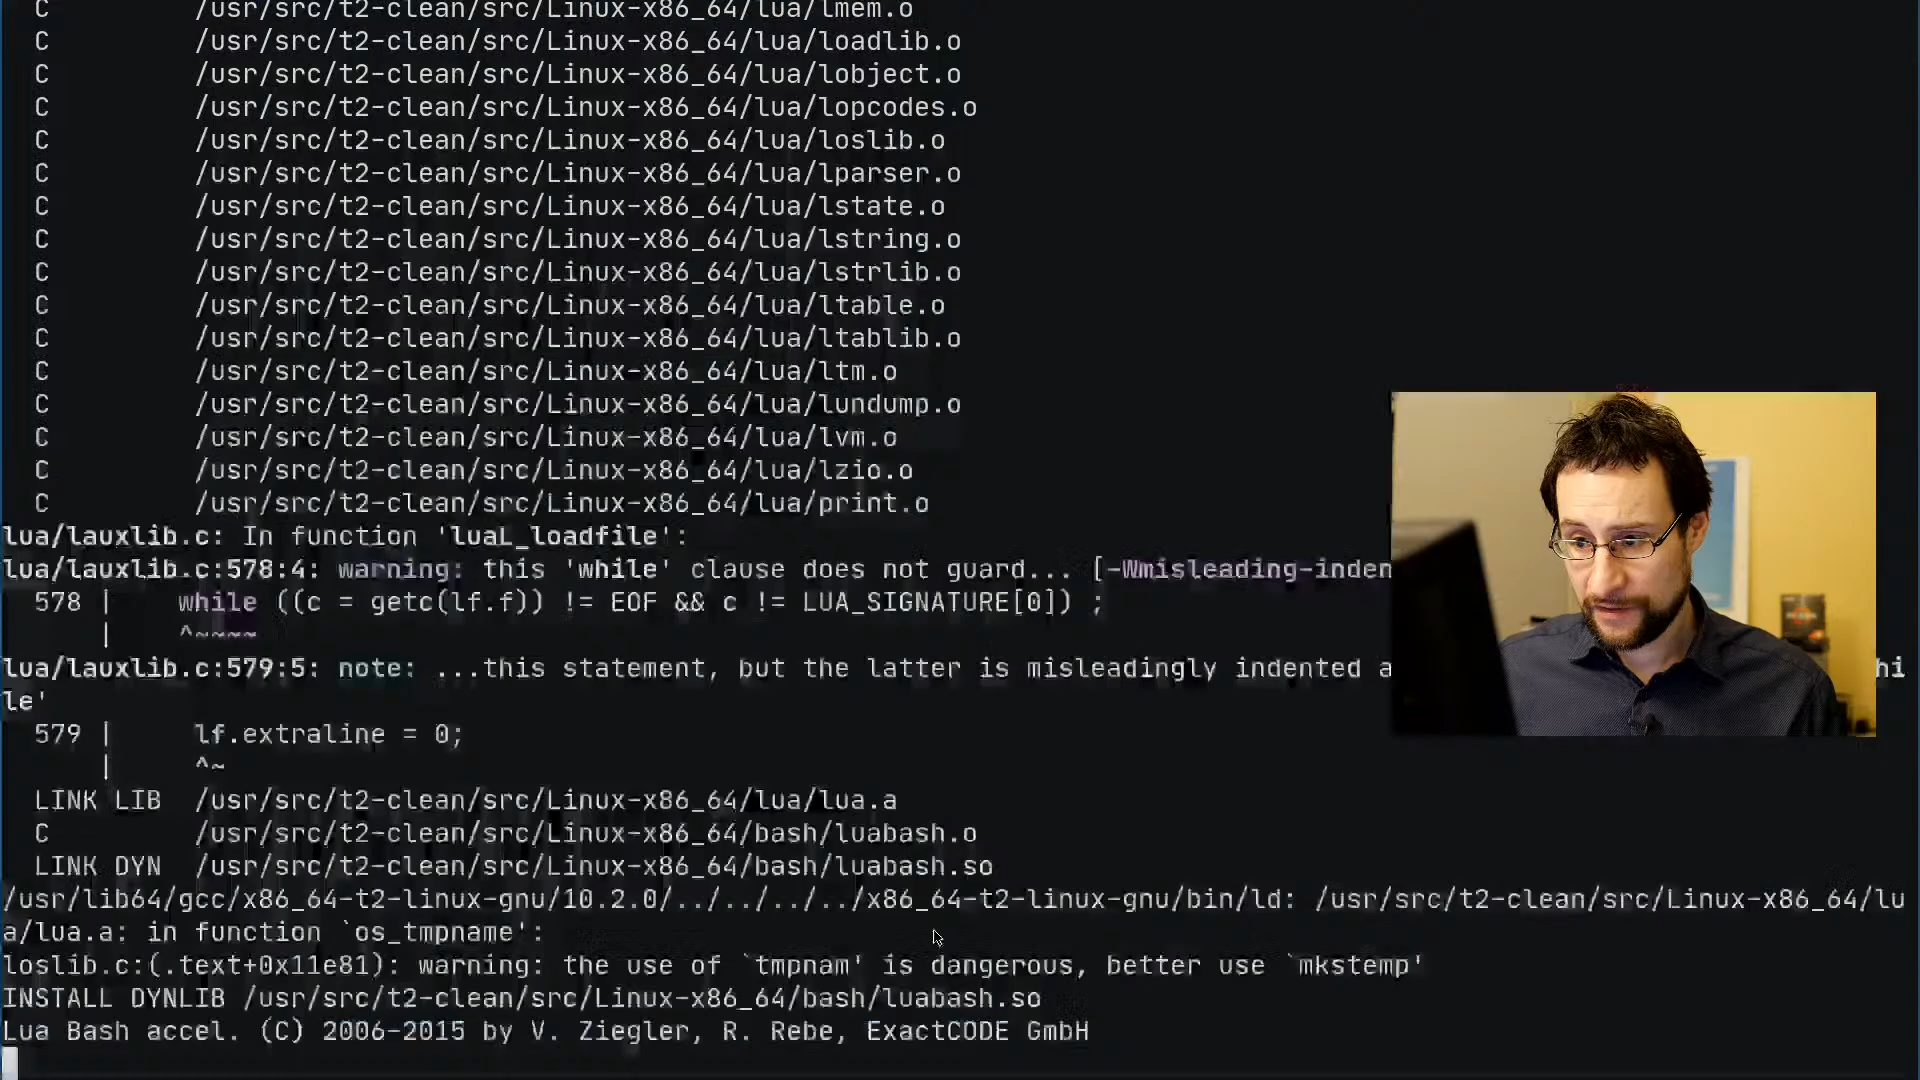 C /usr/src/t2-clean/src/Linux-x86_64/lua/lmem.o
C /usr/src/t2-clean/src/Linux-x86_64/lua/loadlib.o
C /usr/src/t2-clean/src/Linux-x86_64/lua/lobject.o
C /usr/src/t2-clean/src/Linux-x86_64/lua/lopcodes.o
C /usr/src/t2-clean/src/Linux-x86_64/lua/loslib.o
C /usr/src/t2-clean/src/Linux-x86_64/lua/lparser.o
C /usr/src/t2-clean/src/Linux-x86_64/lua/lstate.o
C /usr/src/t2-clean/src/Linux-x86_64/lua/lstring.o
C /usr/src/t2-clean/src/Linux-x86_64/lua/lstrlib.o
C /usr/src/t2-clean/src/Linux-x86_64/lua/ltable.o
C /usr/src/t2-clean/src/Linux-x86_64/lua/ltablib.o
C /usr/src/t2-clean/src/Linux-x86_64/lua/ltm.o
C /usr/src/t2-clean/src/Linux-x86_64/lua/lundump.o
C /usr/src/t2-clean/src/Linux-x86_64/lua/lvm.o
C /usr/src/t2-clean/src/Linux-x86_64/lua/lzio.o
C /usr/src/t2-clean/src/Linux-x86_64/lua/print.o
lua/lauxlib.c: In function 'luaL_loadfile':
lua/lauxlib.c:578:4: warning: this 'while' clause does not guard... [-Wmisleading-inden
578 | while ((c = getc(lf.f)) != EOF && c != LUA_SIGNATURE[0]) ;
| ^~~~~
lua/lauxlib.c:579:5: note: ...this statement, but the latter is misleadingly indented a hi
le'
579 | lf.extraline = 0;
| ^~
LINK LIB /usr/src/t2-clean/src/Linux-x86_64/lua/lua.a
C /usr/src/t2-clean/src/Linux-x86_64/bash/luabash.o
LINK DYN /usr/src/t2-clean/src/Linux-x86_64/bash/luabash.so
/usr/lib64/gcc/x86_64-t2-linux-gnu/10.2.0/../../../../x86_64-t2-linux-gnu/bin/ld: /usr/src/t2-clean/src/Linux-x86_64/lu
a/lua.a: in function `os_tmpname':
loslib.c:(.text+0x11e81): warning: the use of `tmpnam' is dangerous, better use `mkstemp'
INSTALL DYNLIB /usr/src/t2-clean/src/Linux-x86_64/bash/luabash.so
Lua Bash accel. (C) 2006-2015 by V. Ziegler, R. Rebe, ExactCODE GmbH